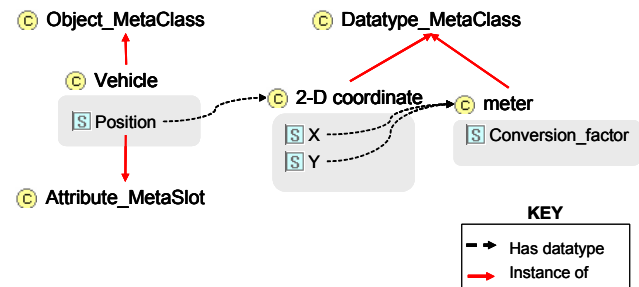 C Object_MetaClass
C Datatype_MetaClass
C Vehicle
S Position
C 2-D coordinate
S X
S Y
C meter
S Conversion_factor
C Attribute_MetaSlot
KEY
Has datatype
Instance of